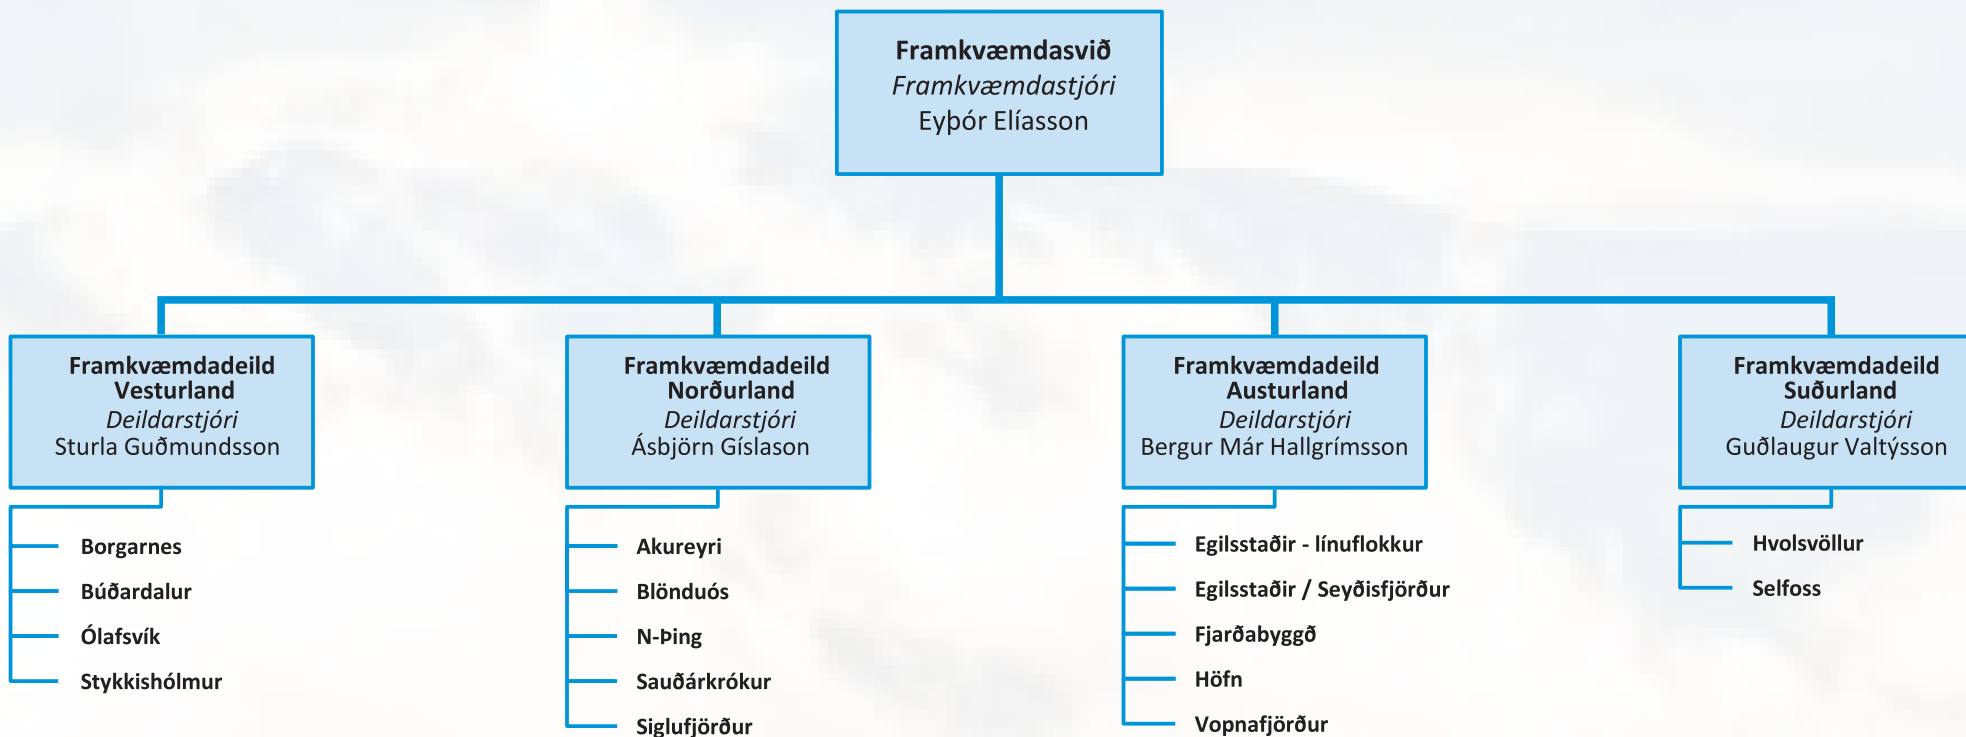 Framkvæmdasvið
Framkvæmdastjóri
Eyþór Elíasson
Framkvæmdadeild
Vesturland
Deildarstjóri
Sturla Guðmundsson
Borgarnes
Búðardalur
Ólafsvík
Stykkishólmur
Framkvæmdadeild
Norðurland
Deildarstjóri
Ásbjörn Gíslason
Akureyri
Blönduós
N-Þing
Sauðárkrókur
Siglufjörður
Framkvæmdadeild
Austurland
Deildarstjóri
Bergur Már Hallgrímsson
Egilsstaðir - línuflokkur
Egilsstaðir / Seyðisfjörður
Fjarðabyggð
Höfn
Vopnafjörður
Framkvæmdadeild
Suðurland
Deildarstjóri
Guðlaugur Valtýsson
Hvolsvöllur
Selfoss